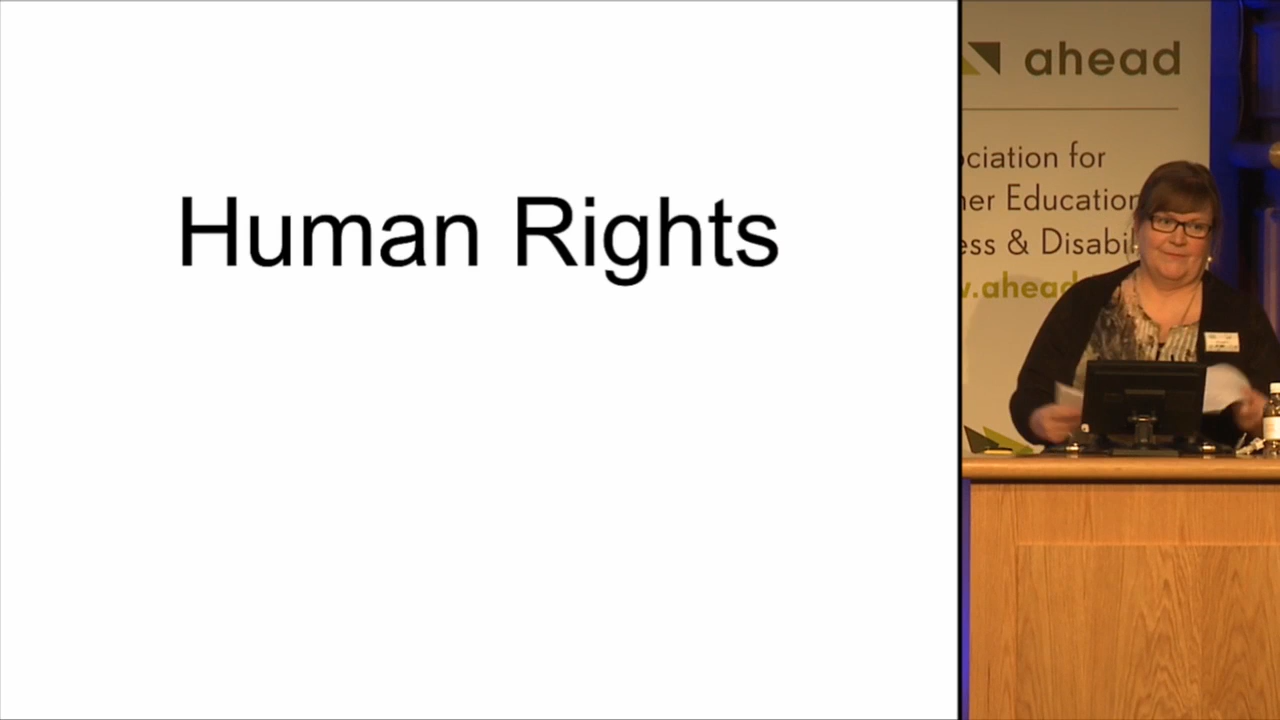 Human Rights
ahead
ociation for
her Education
ess & Disabi
w.ahead